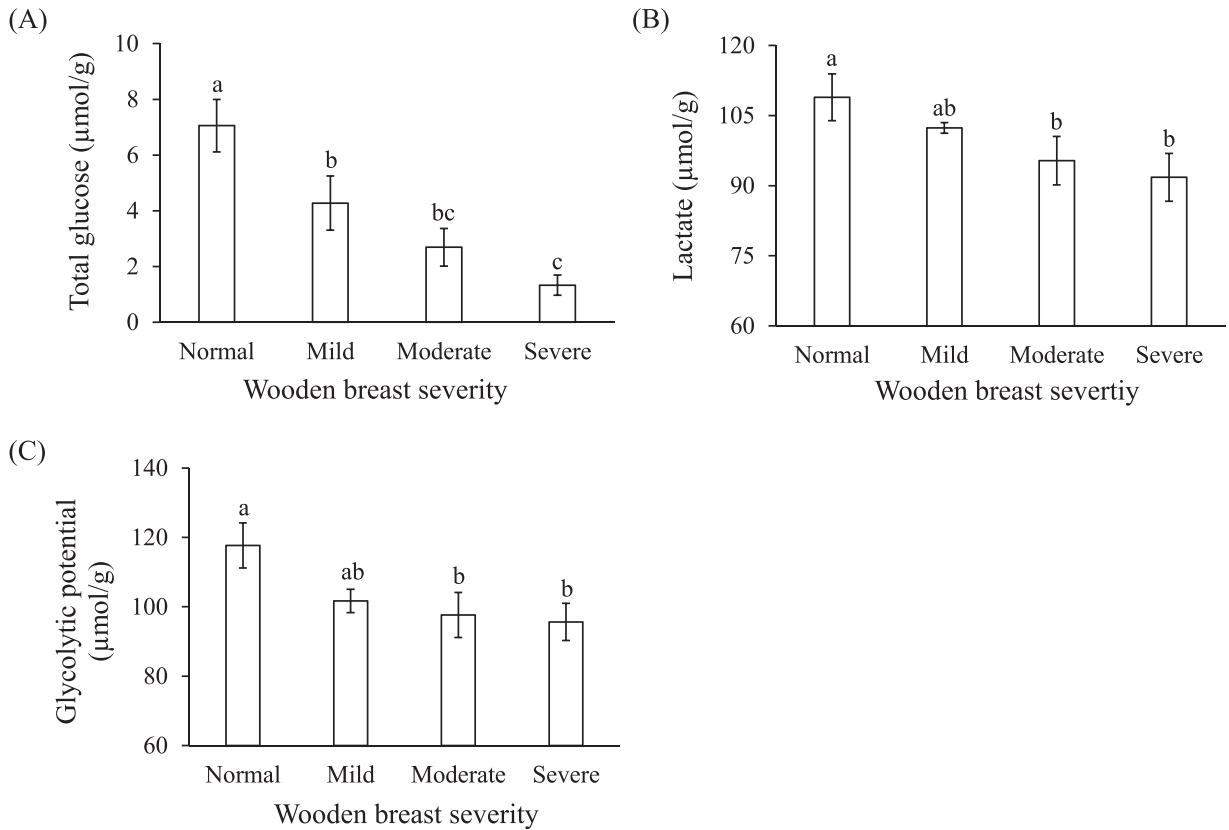 (A)
Total glucose (µmol/g)
10
8
6
4
2
0
a
b
bc
c
Normal
Mild
Moderate
Severe
Wooden breast severity
(B)
Lactate (µmol/g)
120
105
90
75
60
a
ab
b
b
Normal
Mild
Moderate
Severe
Wooden breast severtiy
(C)
Glycolytic potential
(µmol/g)
140
120
100
80
60
a
ab
b
b
Normal
Mild
Moderate
Severe
Wooden breast severity